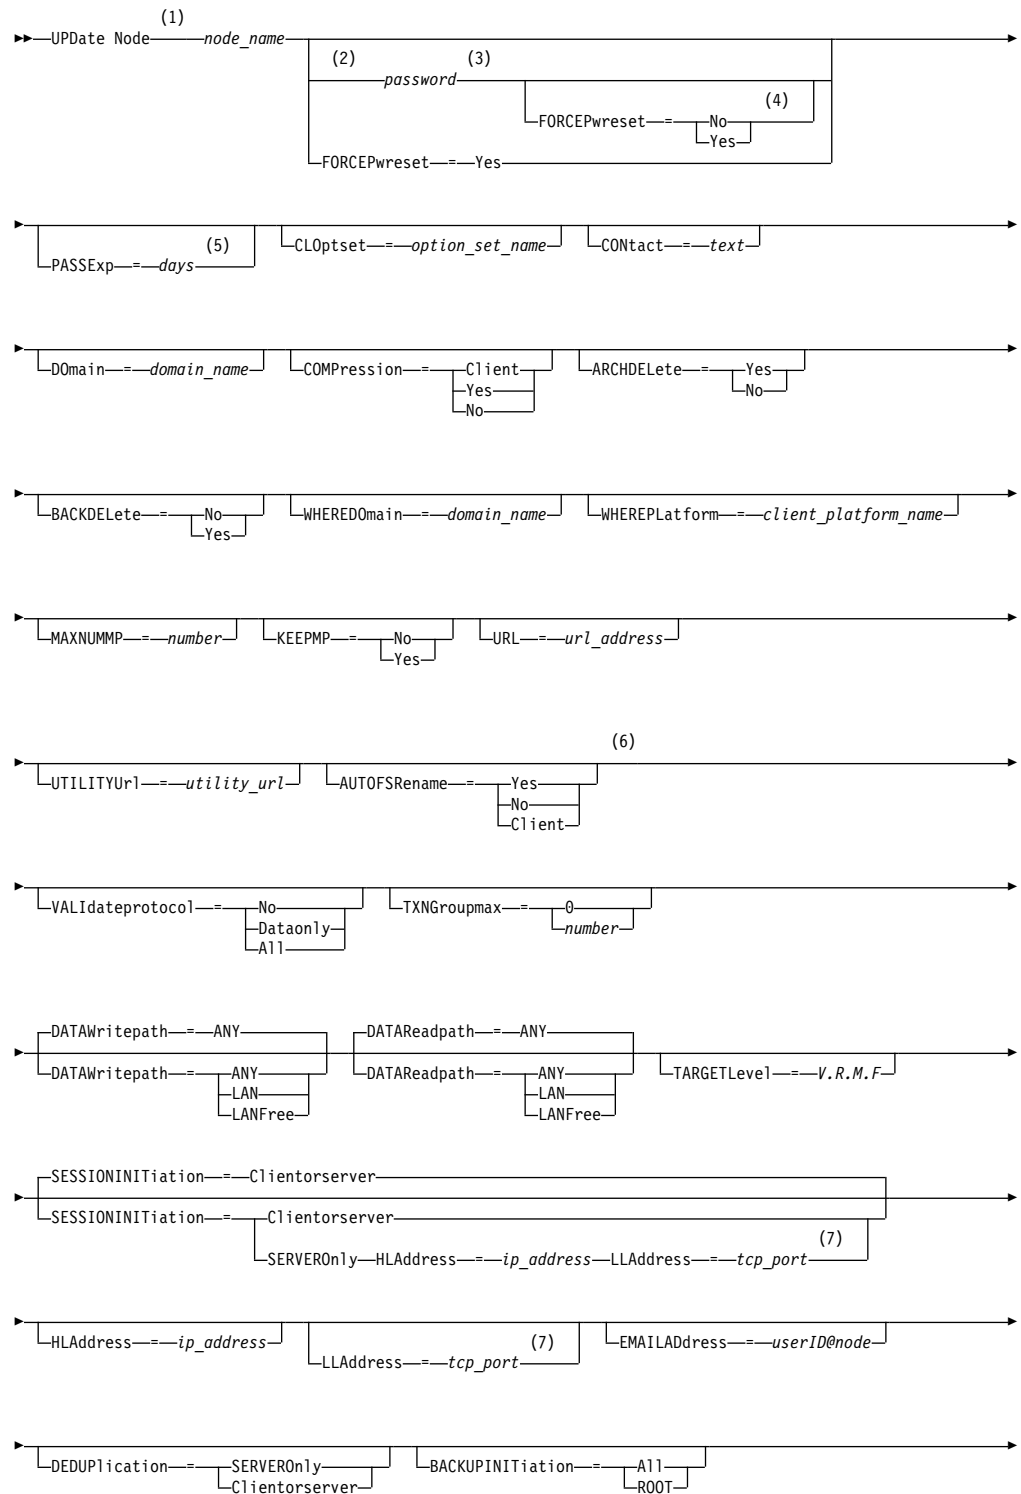 (1)
UPDate Node node_name
(2) (3)
password
(4)
FORCEPwreset = No
Yes
FORCEPwreset = Yes
(5)
PASSExp = days
CLOptset = option_set_name
CONtact = text
DOmain = domain_name
COMPression = Client
Yes
No
ARCHDELete = Yes
No
BACKDELete = No
Yes
WHEREDOmain = domain_name
WHEREPLatform = client_platform_name
MAXNUMMP = number
KEEPMP = No
Yes
URL = url_address
(6)
UTILITYUrl = utility_url
AUTOFSRename = Yes
No
Client
VALIdateprotocol = No
Dataonly
All
TXNGroupmax = 0
number
DATAWritepath = ANY
DATAWritepath = ANY
LAN
LANFree
DATAReadpath = ANY
DATAReadpath = ANY
LAN
LANFree
TARGETLevel = V.R.M.F
SESSIONINITiation = Clientorserver
SESSIONINITiation = Clientorserver
(7)
SERVEROnly HLAddress = ip_address LLAddress = tcp_port
HLAddress = ip_address
(7)
LLAddress = tcp_port
EMAILADdress = userID@node
DEDUPlication = SERVEROnly
Clientorserver
BACKUPINITiation = All
ROOT